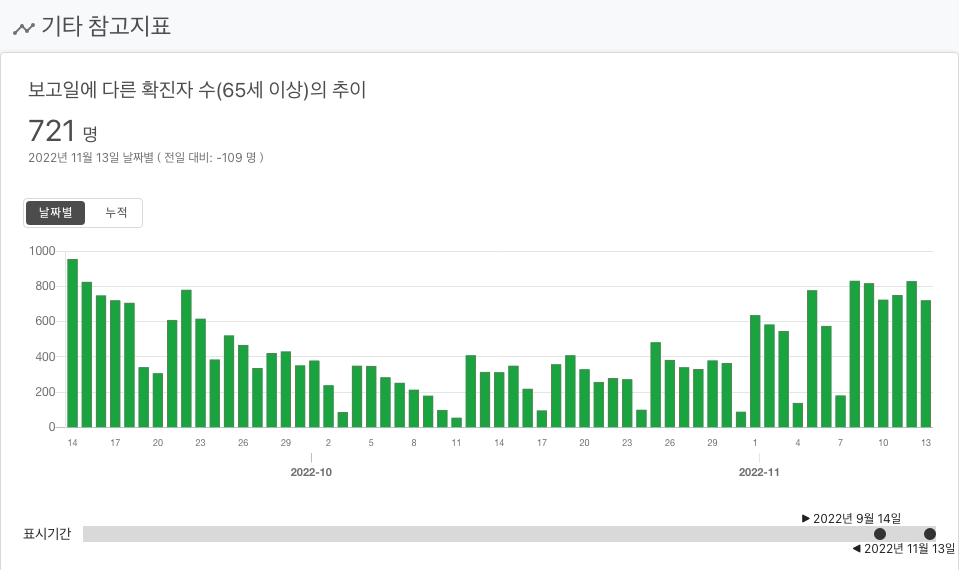 기타 참고지표
보고일에 다른 확진자 수(65세 이상)의 추이
721 명
2022년 11월 13일 날짜별 ( 전일 대비: -109 명 )
날짜별 누적
1000
800
600
400
200
0
14 17 20 23 26 29 2 5 8 11 14 17 20 23 26 29 1 4 7 10 13
2022-10 2022-11
▶ 2022년 9월 14일
표시기간
◀ 2022년 11월 13일